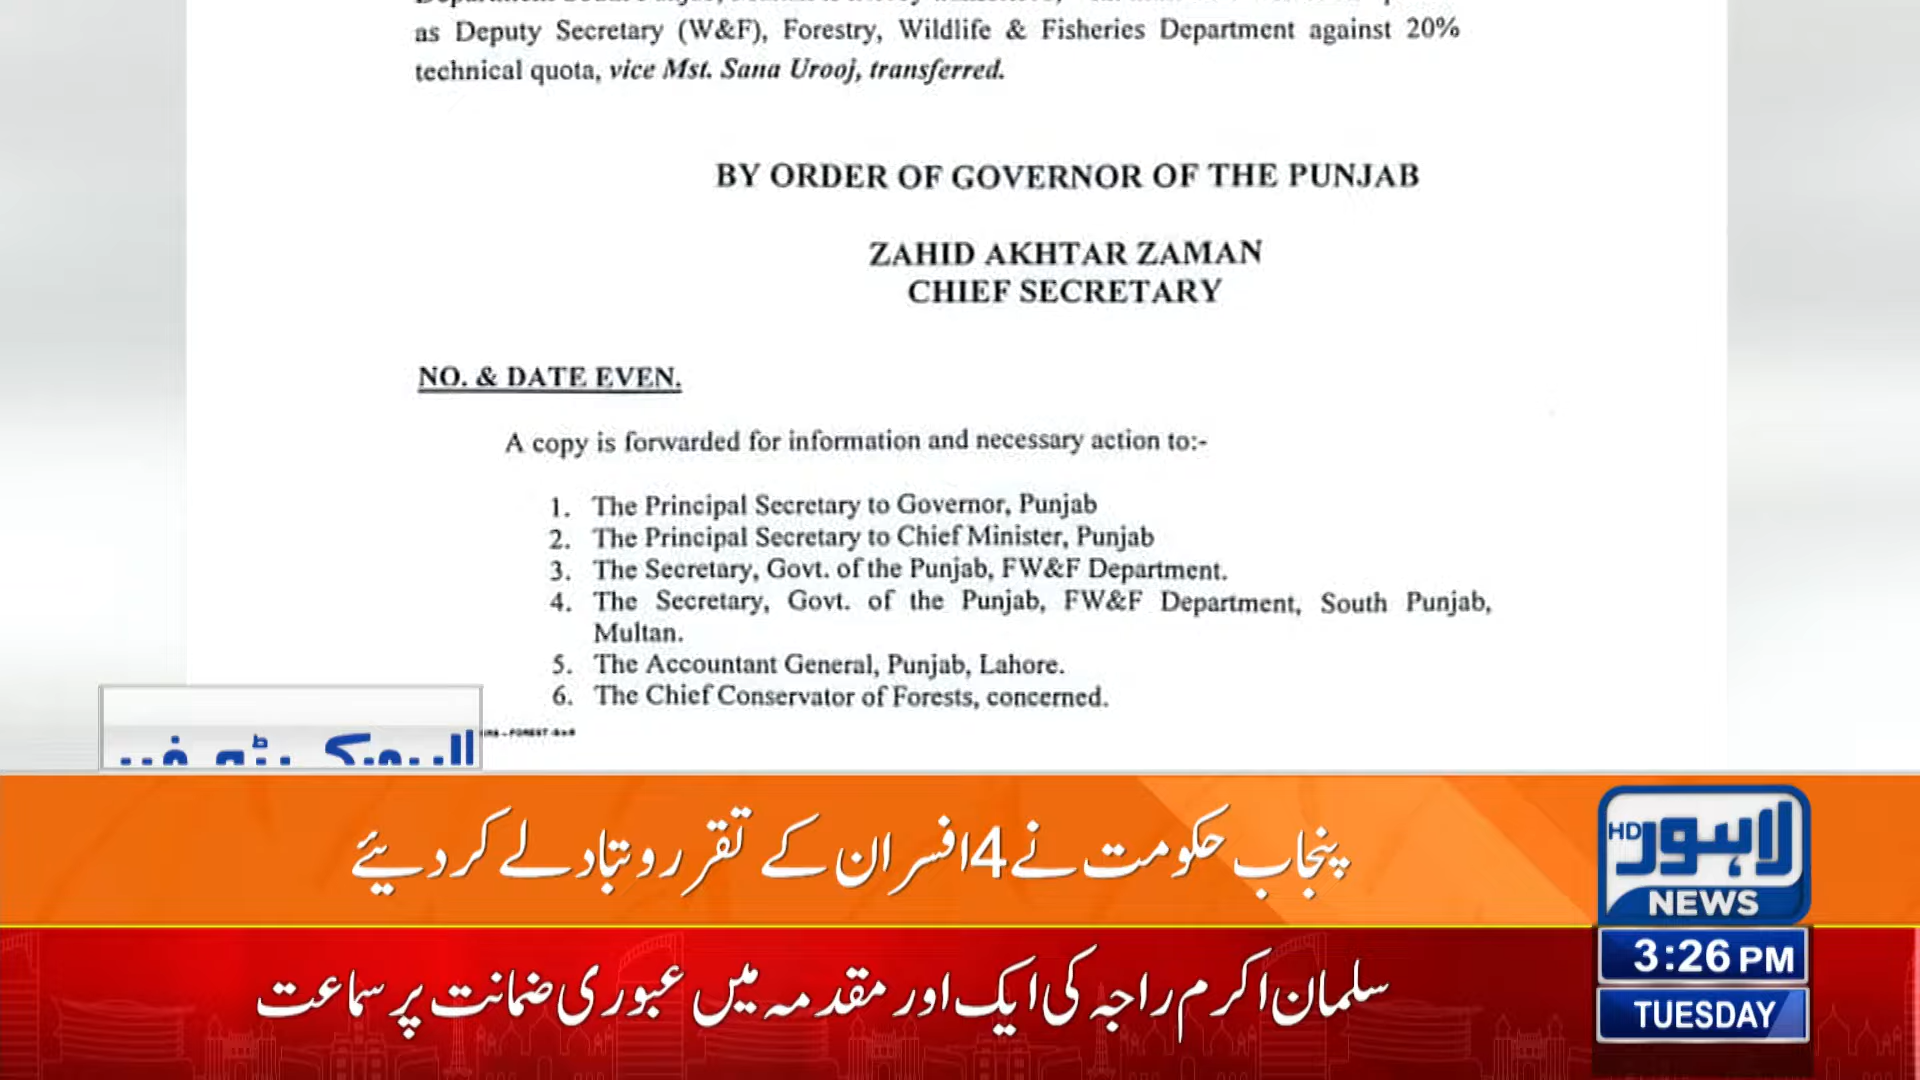 as Deputy Secretary (W&F), Forestry, Wildlife & Fisheries Department against 20%
technical quota, vice Mst. Sana Urooj, transferred.
BY ORDER OF GOVERNOR OF THE PUNJAB
ZAHID AKHTAR ZAMAN
CHIEF SECRETARY
NO. & DATE EVEN.
A copy is forwarded for information and necessary action to:-
1. The Principal Secretary to Governor, Punjab
2. The Principal Secretary to Chief Minister, Punjab
3. The Secretary, Govt. of the Punjab, FW&F Department.
4. The Secretary, Govt. of the Punjab, FW&F Department, South Punjab,
Multan.
5. The Accountant General, Punjab, Lahore.
6. The Chief Conservator of Forests, concerned.
پنجاب حکومت نے 4 افسران کے تقرر و تبادلے کر دیئے
سلمان اکرم راجہ کی ایک اور مقدمہ میں عبوری ضمانت پر سماعت
لاہور HD
NEWS
3:26 PM
TUESDAY